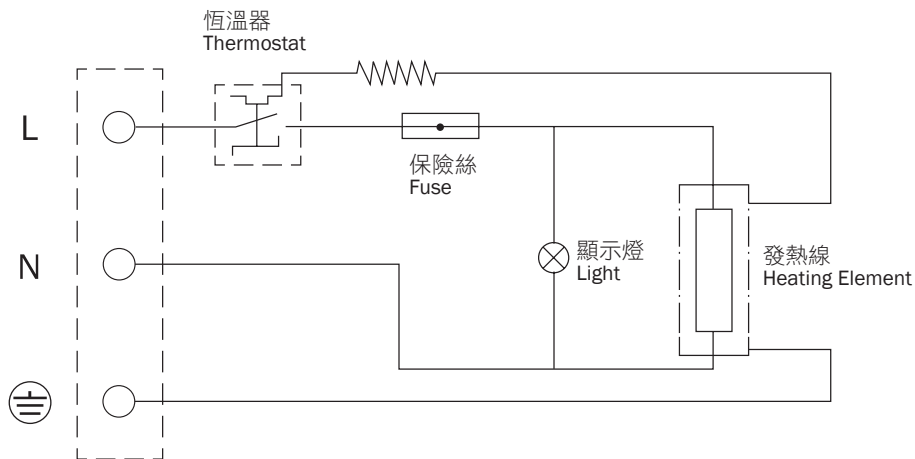 恆溫器
Thermostat
L
保險絲
Fuse
N
顯示燈
Light
發熱線
Heating Element